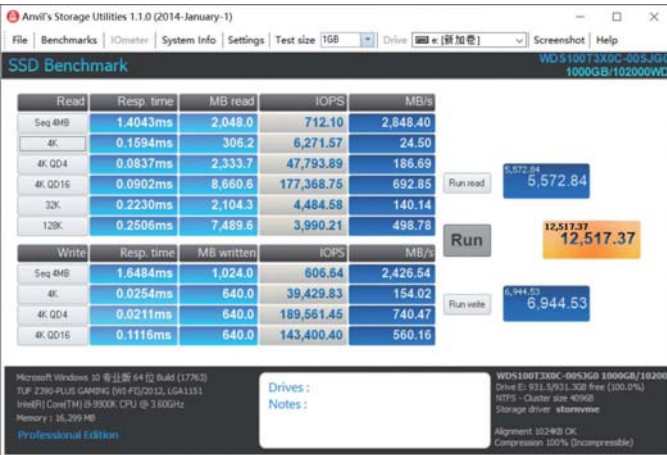 Anvil's Storage Utilities 1.1.0 (2014-January-1)
File Benchmarks IOmeter System Info Settings Test size 1GB Drive e: [新加卷] Screenshot Help
SSD Benchmark
WDS100T3X0C-00SJG0
1000GB/102000WD
Read Resp. time MB read IOPS MB/s
Seq 4MB 1.4043ms 2,048.0 712.10 2,848.40
4K 0.1594ms 306.2 6,271.57 24.50
4K QD4 0.0837ms 2,333.7 47,793.89 186.69
4K QD16 0.0902ms 8,660.6 177,368.75 692.85
32K 0.2230ms 2,104.3 4,484.58 140.14
128K 0.2506ms 7,489.6 3,990.21 498.78
Run read
5,572.84
5,572.84
Run
12,517.37
12,517.37
Write Resp. time MB written IOPS MB/s
Seq 4MB 1.6484ms 1,024.0 606.64 2,426.54
4K 0.0254ms 640.0 39,429.83 154.02
4K QD4 0.0211ms 640.0 189,561.45 740.47
4K QD16 0.1116ms 640.0 143,400.40 560.16
Run write
6,944.53
6,944.53
Microsoft Windows 10 专业版 64 位 Build (17763)
TUF Z390-PLUS GAMING (WI-FI)/2012, LGA1151
Intel(R) Core(TM) i9-9900K CPU @ 3.60GHz
Memory : 16,299 MB
Professional Edition
Drives :
Notes :
WDS100T3X0C-00SJG0 1000GB/10200
Drive E: 931.5/931.3GB free (100.0%)
NTFS - Cluster size 4096B
Storage driver stornvme
Alignment 1024KB OK
Compression 100% (Incompressible)